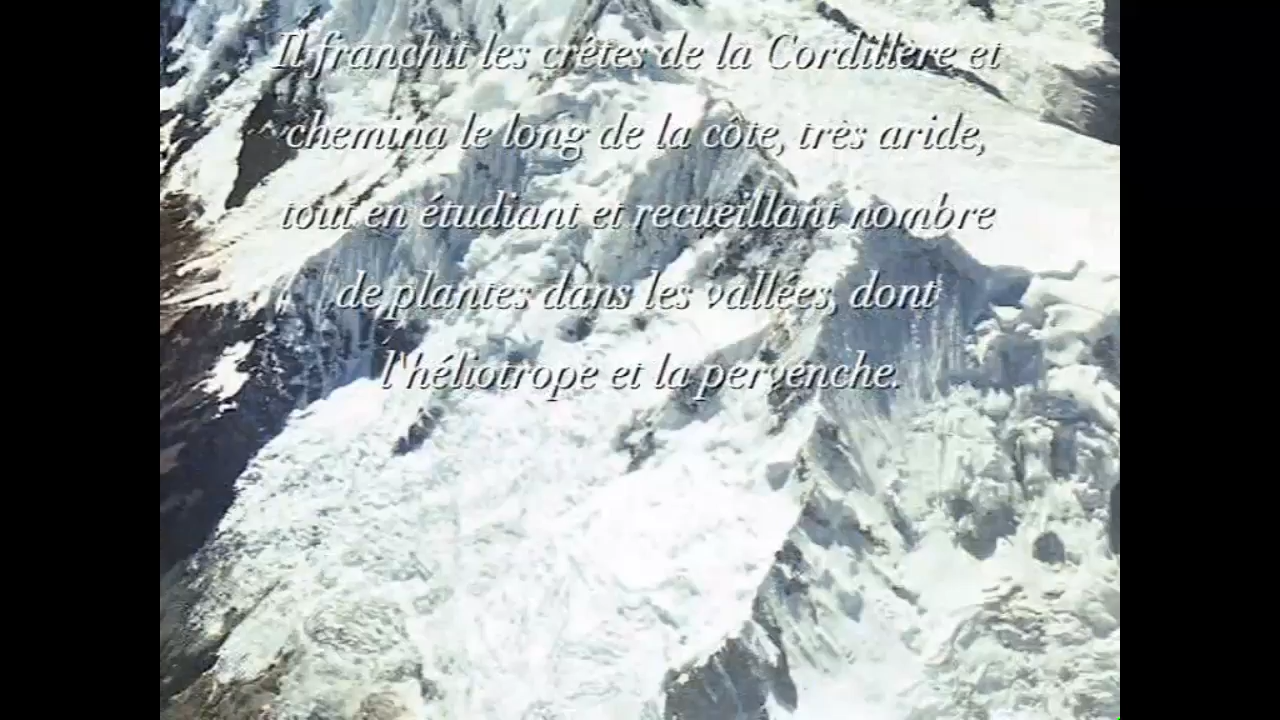 Il franchit les crêtes de la Cordillère et
chemina le long de la côte, très aride,
tout en étudiant et recueillant nombre
de plantes dans les vallées, dont
l'héliotrope et la pervenche.